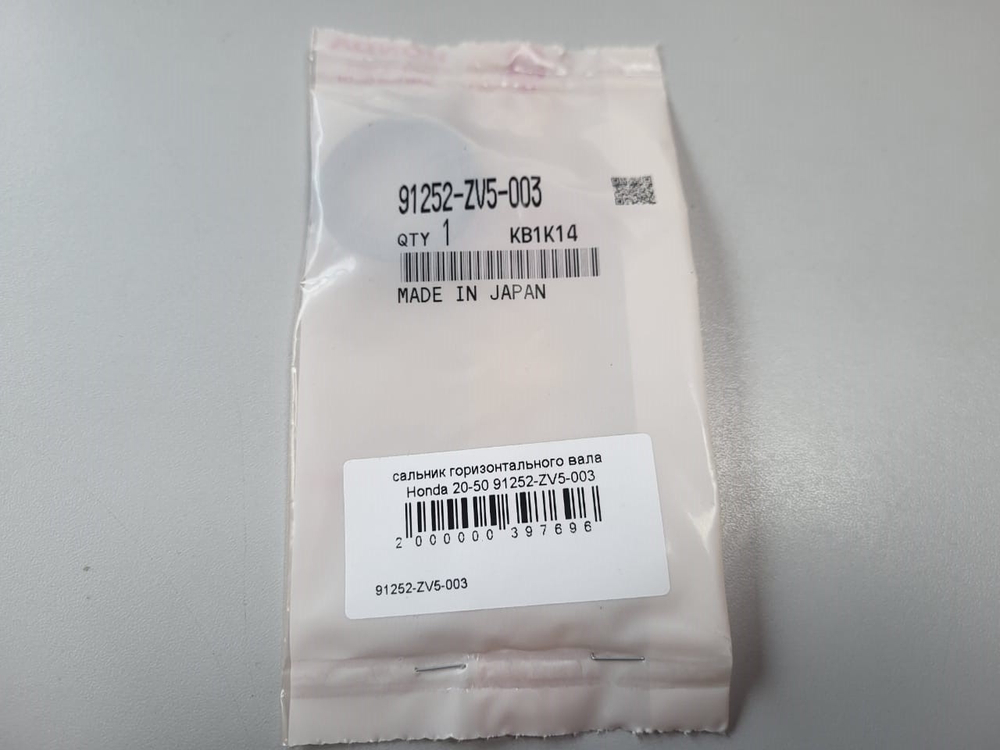 91252-ZV5-003
QTY 1 KB1K14
MADE IN JAPAN
сальник горизонтального вала
Honda 20-50 91252-ZV5-003
2 000000 397696
91252-ZV5-003